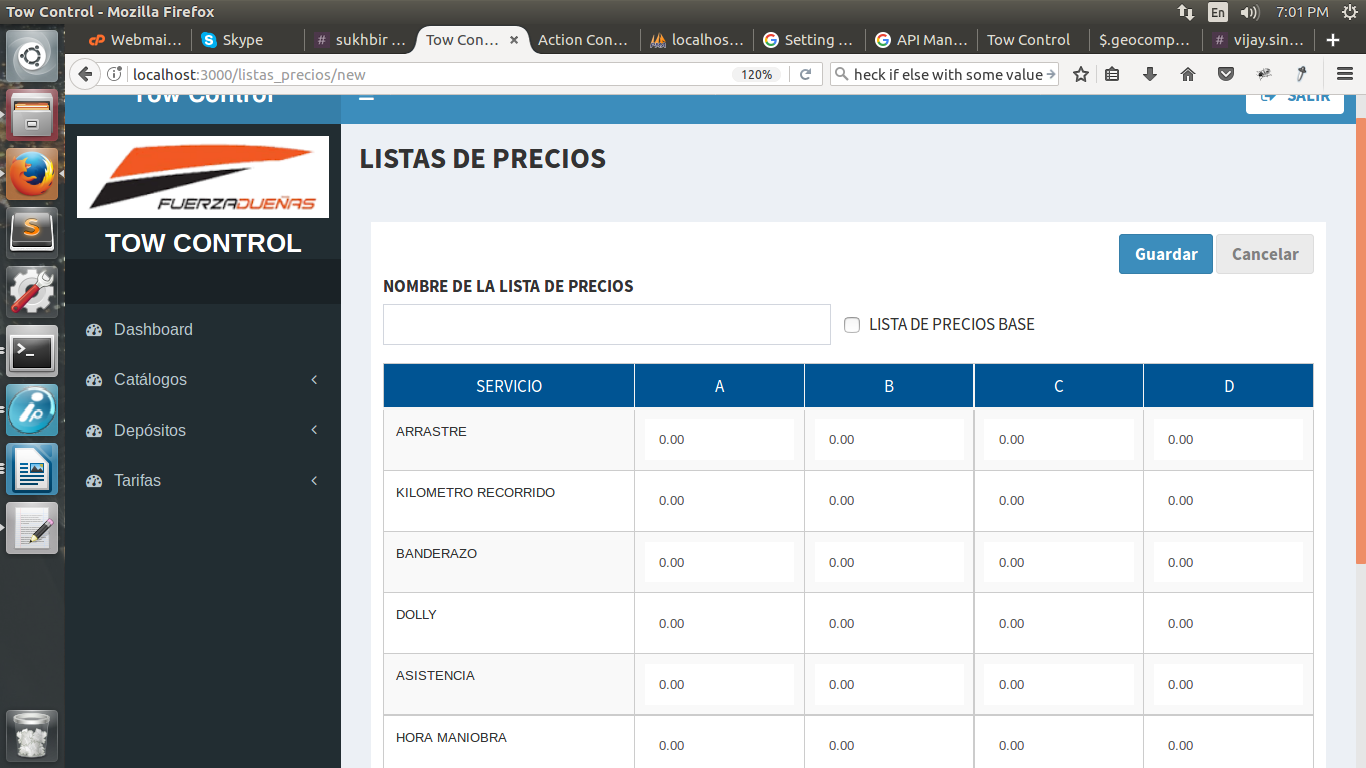 Tow Control - Mozilla Firefox
En 7:01 PM
Webmai... Skype # sukhbir ... Tow Con... × Action Con... localhos... Setting ... API Man... Tow Control $.geocomp... # vijay.sin... +
localhost:3000/listas_precios/new 120% heck if else with some value
Tow Control SALIR
FUERZADUEÑAS
TOW CONTROL
Dashboard
Catálogos
Depósitos
Tarifas
LISTAS DE PRECIOS
Guardar Cancelar
NOMBRE DE LA LISTA DE PRECIOS
LISTA DE PRECIOS BASE
SERVICIO A B C D
ARRASTRE 0.00 0.00 0.00 0.00
KILOMETRO RECORRIDO 0.00 0.00 0.00 0.00
BANDERAZO 0.00 0.00 0.00 0.00
DOLLY 0.00 0.00 0.00 0.00
ASISTENCIA 0.00 0.00 0.00 0.00
HORA MANIOBRA 0.00 0.00 0.00 0.00